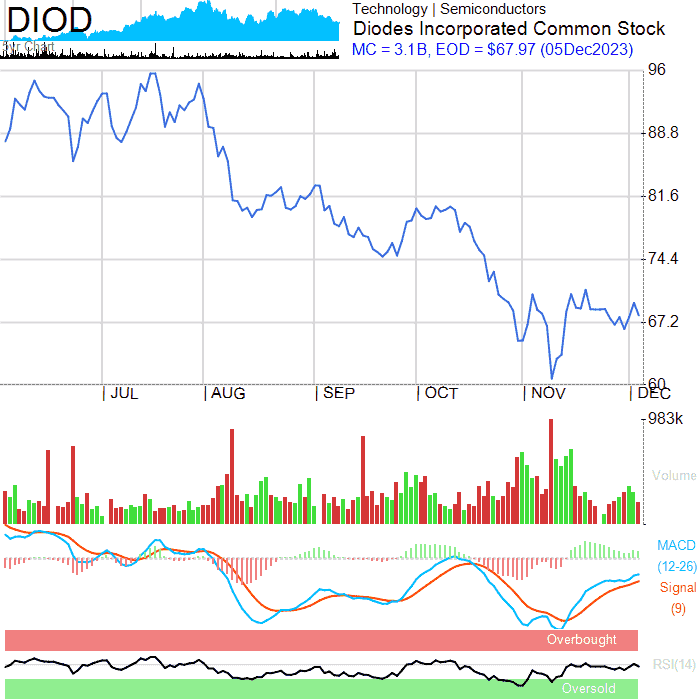 DIOD
5yr Chart
Technology | Semiconductors
Diodes Incorporated Common Stock
MC = 3.1B, EOD = $67.97 (05Dec2023)
96
88.8
81.6
74.4
67.2
60
| JUL | AUG | SEP | OCT | NOV | DEC
983k
Volume
MACD
(12-26)
Signal
(9)
Overbought
RSI(14)
Oversold